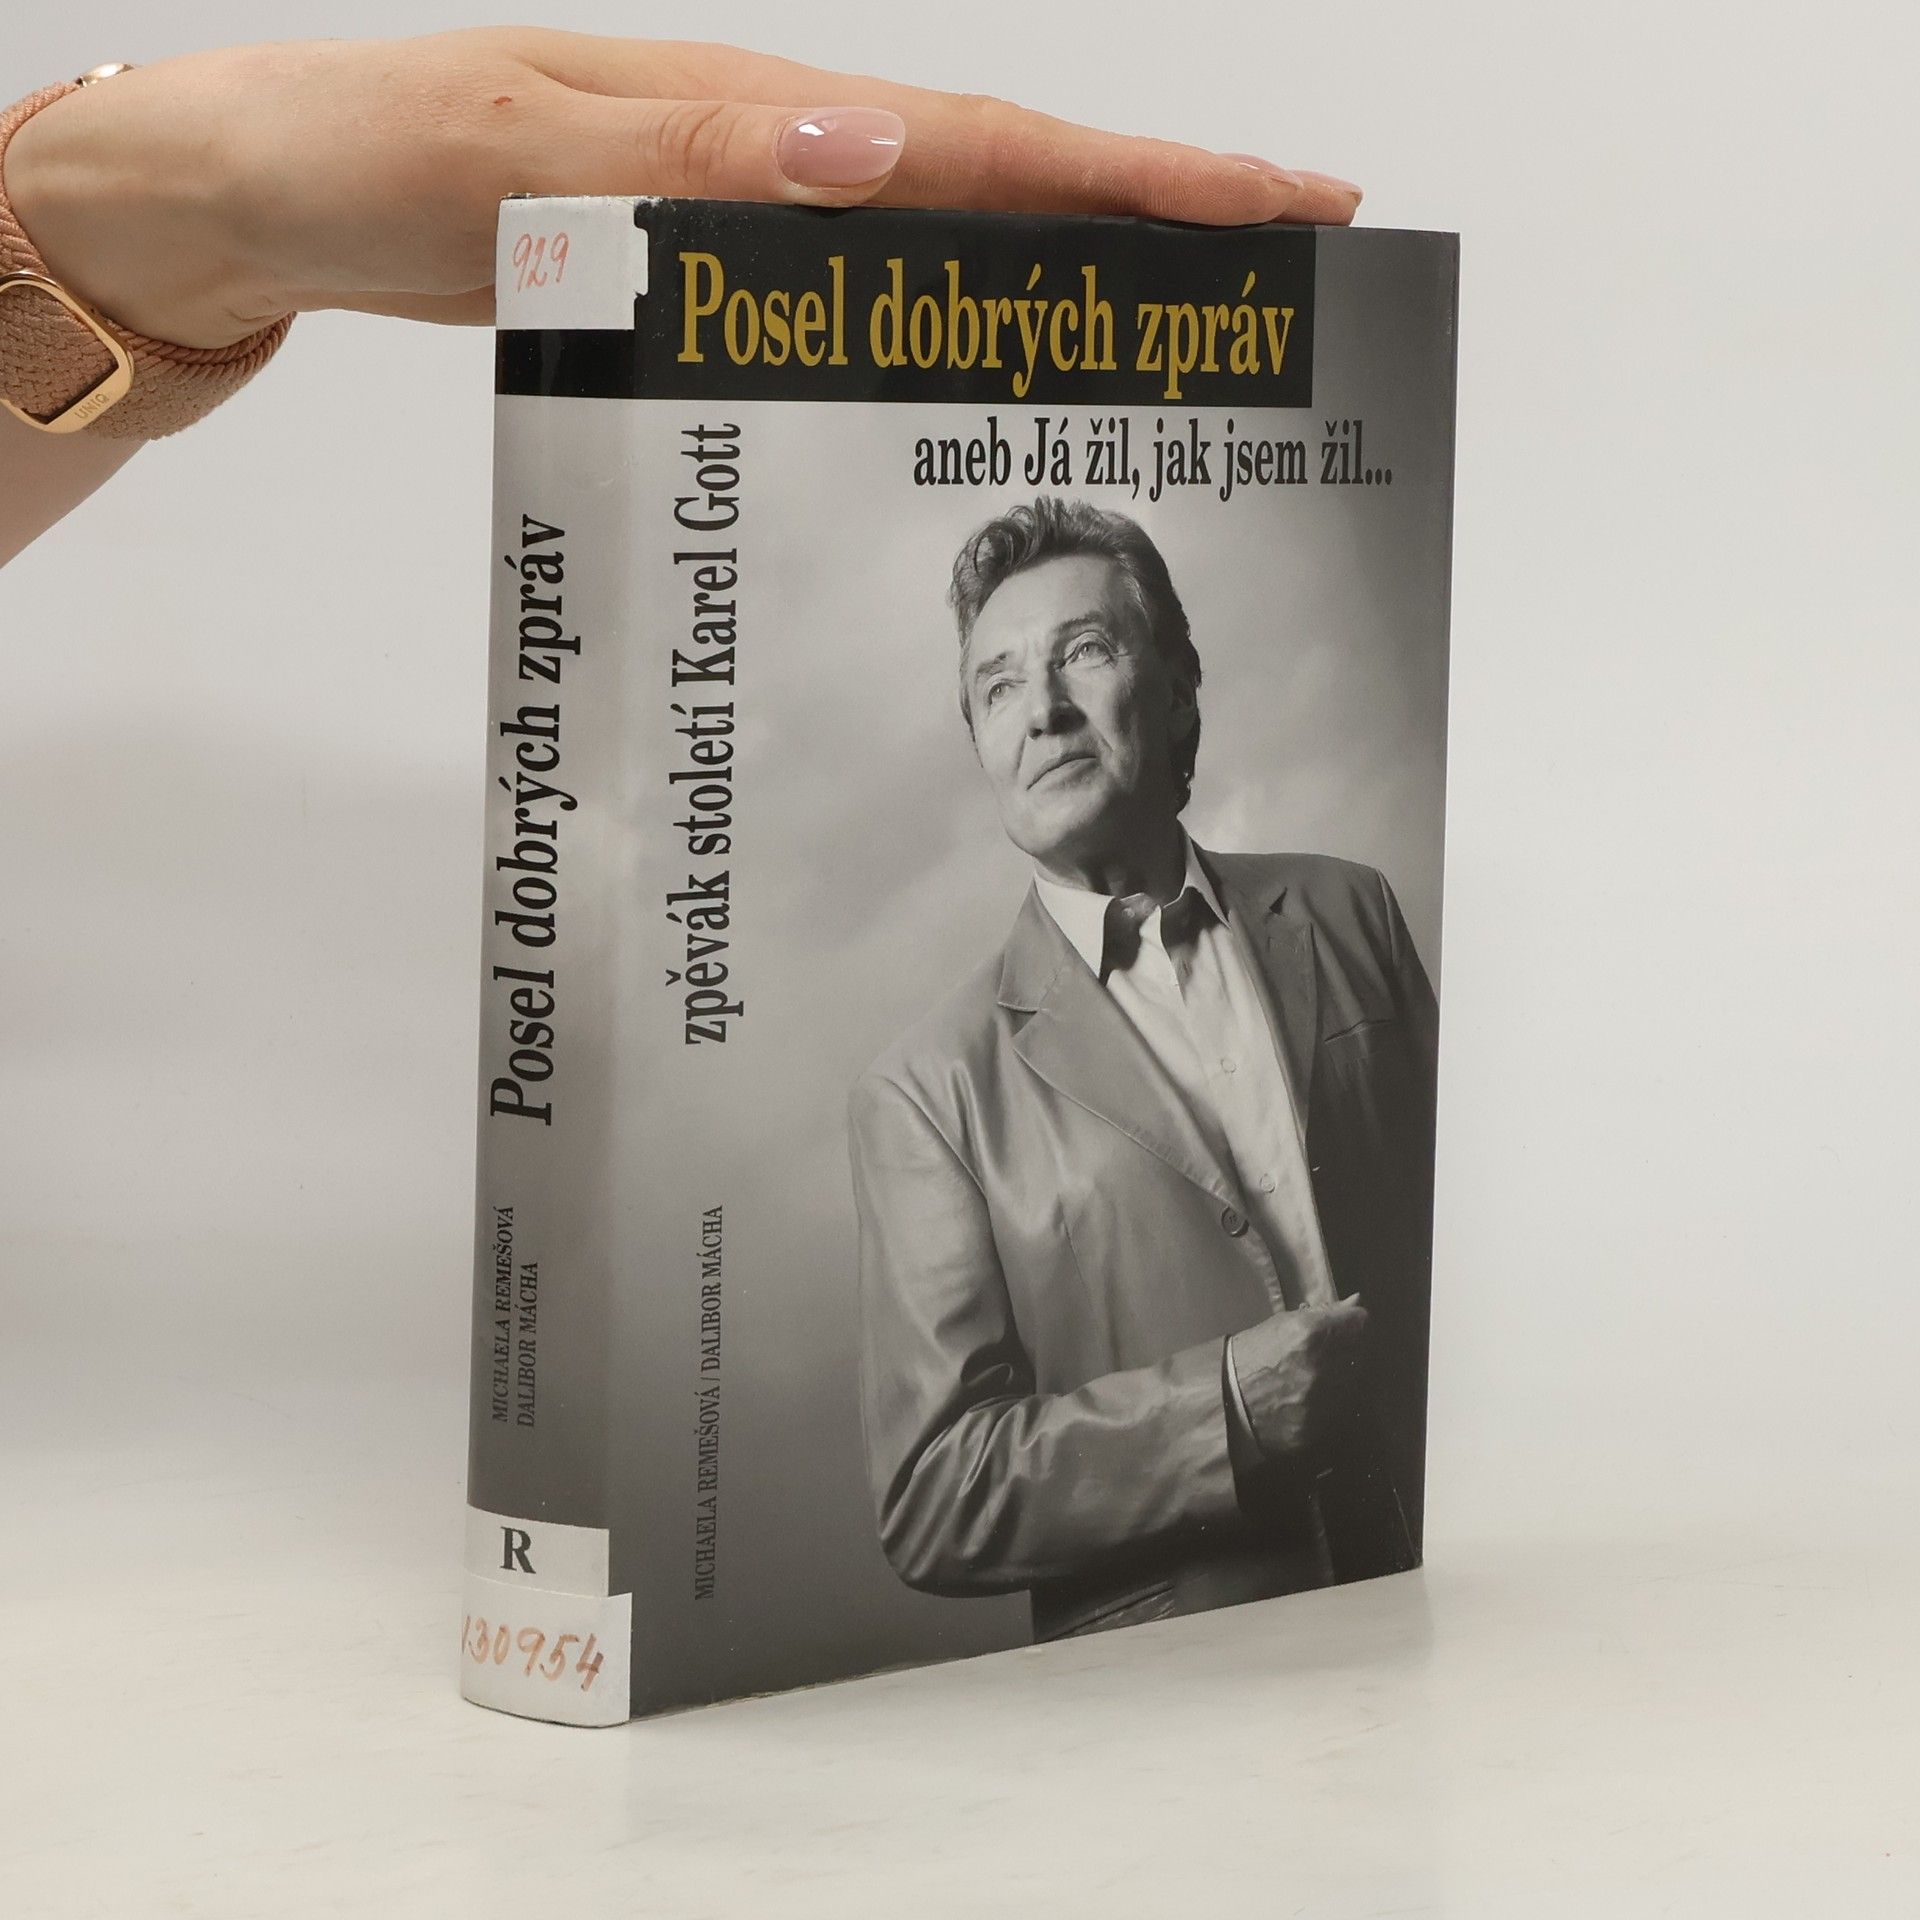 929
Posel dobrých zpráv
aneb Já žil, jak jsem žil...
zpěvák století Karel Gott
MICHAELA REMEŠOVÁ / DALIBOR MÁCHA
Posel dobrých zpráv
MICHAELA REMEŠOVÁ
DALIBOR MÁCHA
R
130954
UNIQ